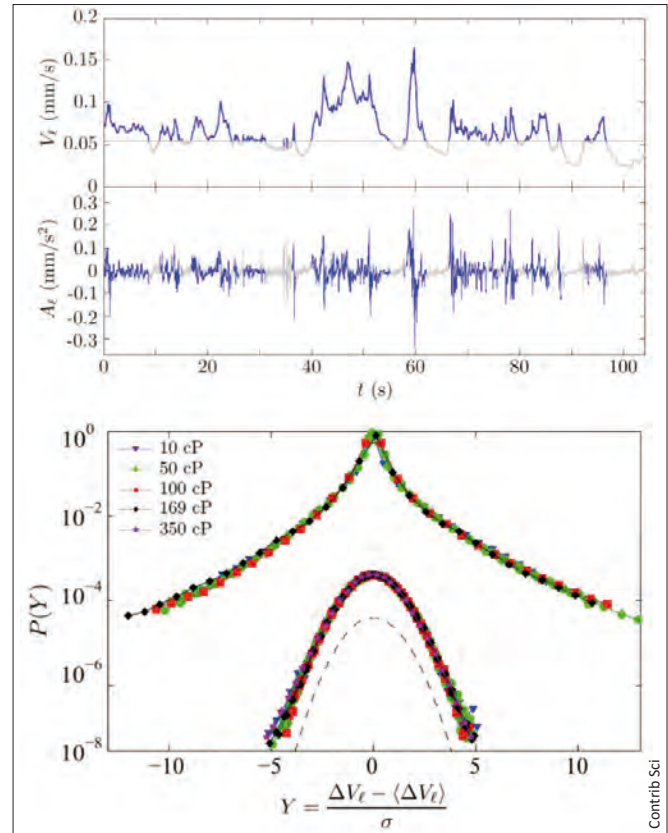 0.2
0.15
0.1
0.05
0
V_ℓ (mm/s)
0.3
0.2
0.1
0
-0.1
-0.2
-0.3
A_ℓ (mm/s²)
0 20 40 60 80 100
t (s)
10⁰
10⁻²
10⁻⁴
10⁻⁶
10⁻⁸
P(Y)
10 cP
50 cP
100 cP
169 cP
350 cP
−10 −5 0 5 10
Y = (ΔV_ℓ − ⟨ΔV_ℓ⟩) / σ
Contrib Sci